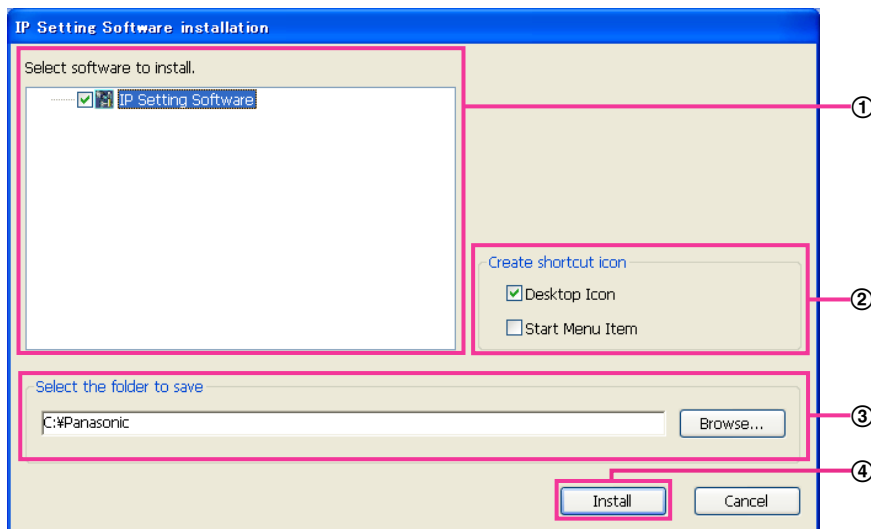 IP Setting Software installation
Select software to install.
IP Setting Software
①
Create shortcut icon
Desktop Icon
②
Start Menu Item
Select the folder to save
C:¥Panasonic
Browse...
③
④
Install
Cancel